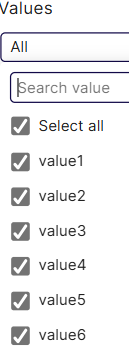 Values
All
Search value
Select all
value1
value2
value3
value4
value5
value6